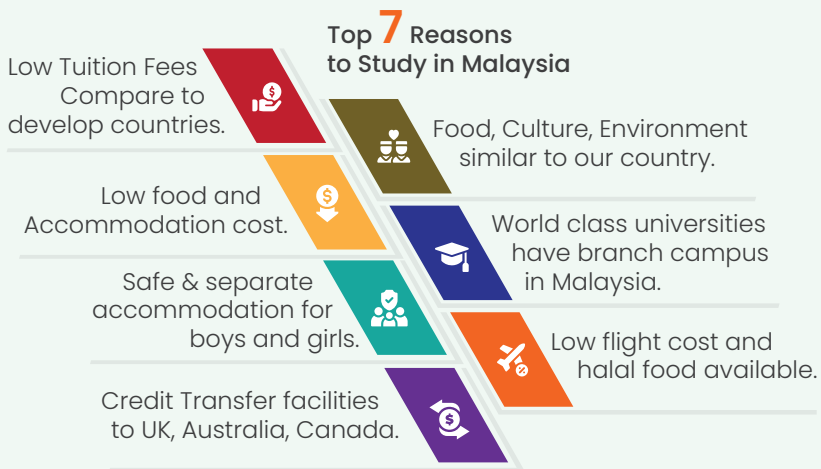 Top 7 Reasons
to Study in Malaysia
Low Tuition Fees
Compare to
develop countries.
Food, Culture, Environment
similar to our country.
Low food and
Accommodation cost.
World class universities
have branch campus
in Malaysia.
Safe & separate
accommodation for
boys and girls.
Low flight cost and
halal food available.
Credit Transfer facilities
to UK, Australia, Canada.